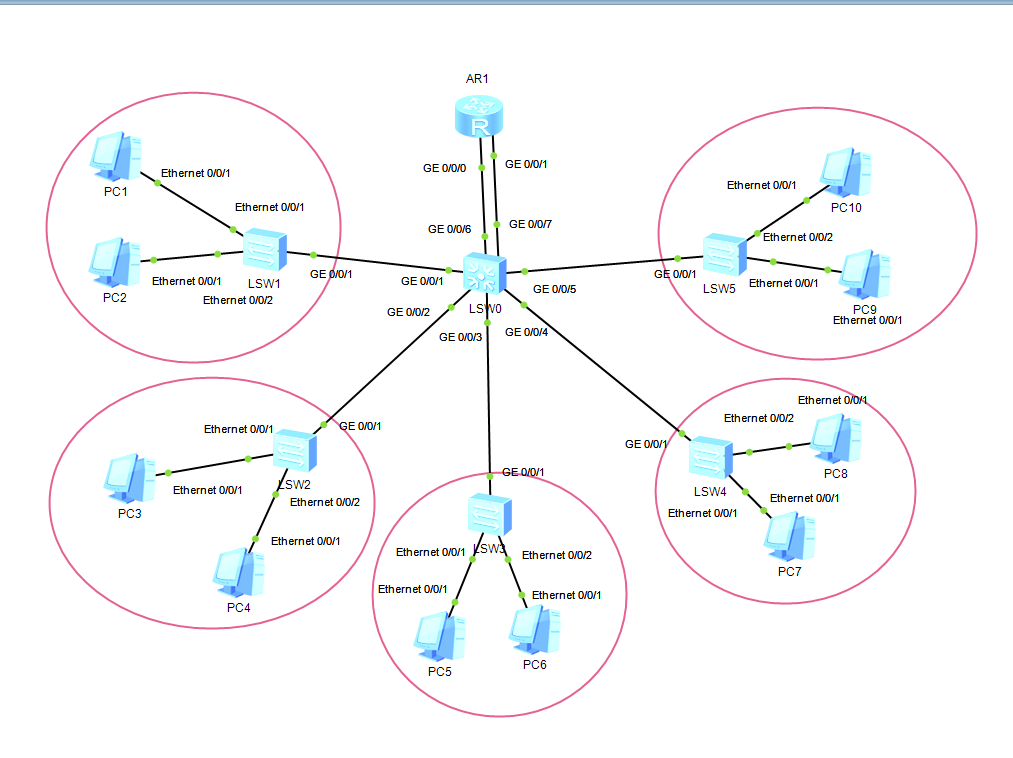 AR1
R
GE 0/0/0
GE 0/0/1
GE 0/0/6
GE 0/0/7
PC1
Ethernet 0/0/1
Ethernet 0/0/1
PC2
Ethernet 0/0/1
Ethernet 0/0/2
LSW1
GE 0/0/1
GE 0/0/1
GE 0/0/2
GE 0/0/3
LSW0
GE 0/0/4
GE 0/0/5
Ethernet 0/0/1
PC10
Ethernet 0/0/2
GE 0/0/1
LSW5
Ethernet 0/0/1
PC9
Ethernet 0/0/1
GE 0/0/1
Ethernet 0/0/1
LSW2
Ethernet 0/0/1
PC3
Ethernet 0/0/2
Ethernet 0/0/1
PC4
GE 0/0/1
LSW3
Ethernet 0/0/1
Ethernet 0/0/2
Ethernet 0/0/1
Ethernet 0/0/1
PC5
PC6
Ethernet 0/0/1
Ethernet 0/0/2
GE 0/0/1
PC8
LSW4
Ethernet 0/0/1
Ethernet 0/0/1
PC7